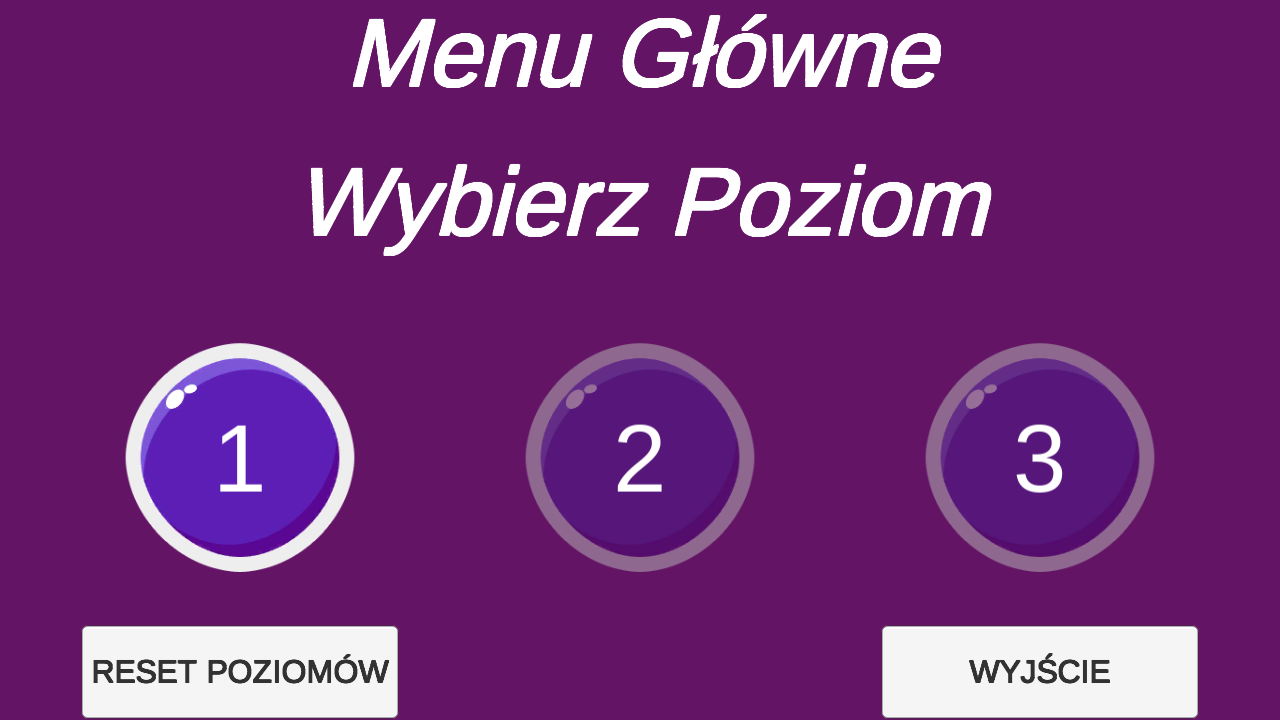 Menu Główne
Wybierz Poziom
1
2
3
RESET POZIOMÓW
WYJŚCIE